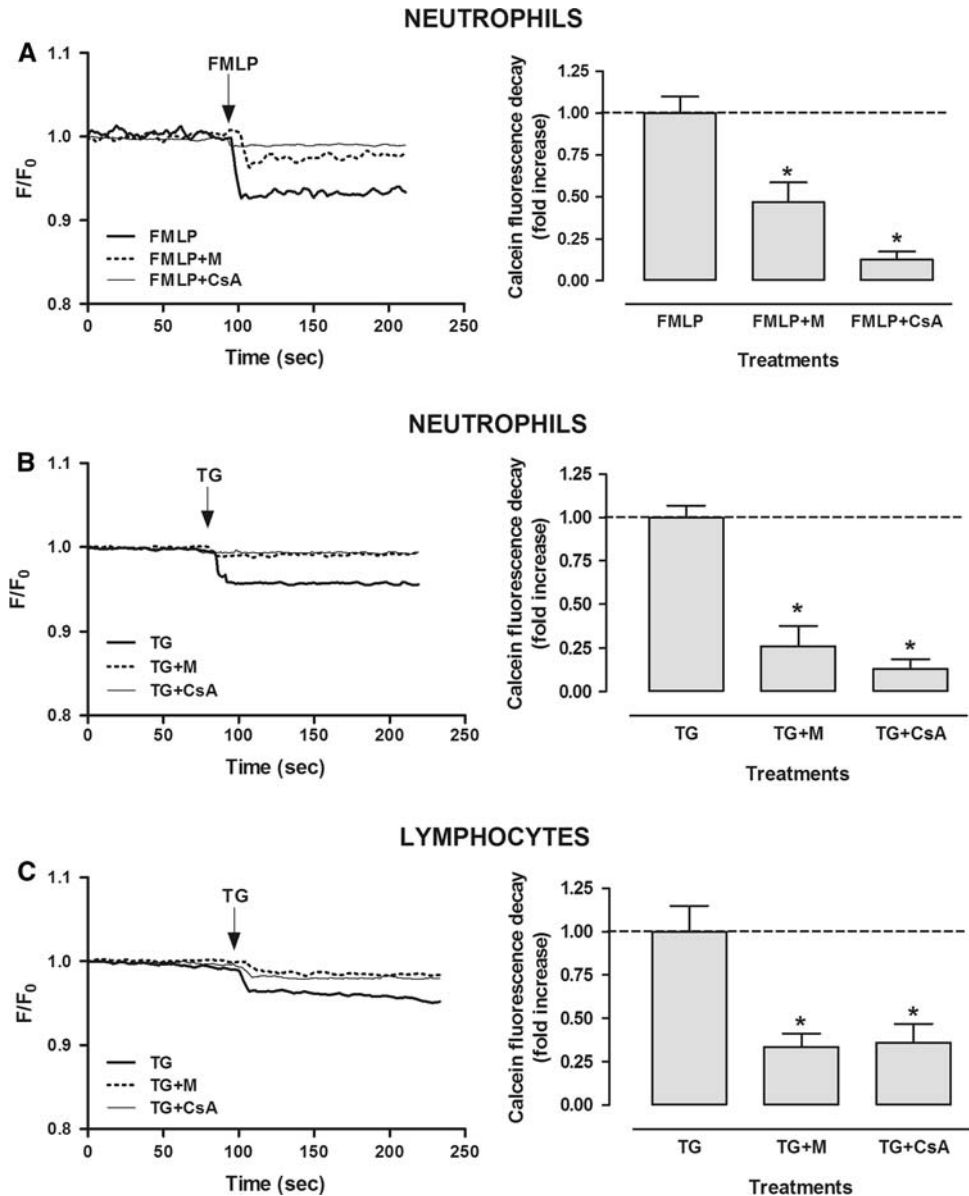 NEUTROPHILS
A
1.1
1.0
0.9
0.8
F/F0
FMLP
FMLP
FMLP+M
FMLP+CsA
0 50 100 150 200 250
Time (sec)
Calcein fluorescence decay
(fold increase)
1.25
1.00
0.75
0.50
0.25
0.00
* *
FMLP FMLP+M FMLP+CsA
Treatments
NEUTROPHILS
B
1.1
1.0
0.9
0.8
F/F0
TG
TG
TG+M
TG+CsA
0 50 100 150 200 250
Time (sec)
Calcein fluorescence decay
(fold increase)
1.25
1.00
0.75
0.50
0.25
0.00
* *
TG TG+M TG+CsA
Treatments
LYMPHOCYTES
C
1.1
1.0
0.9
0.8
F/F0
TG
TG
TG+M
TG+CsA
0 50 100 150 200 250
Time (sec)
Calcein fluorescence decay
(fold increase)
1.25
1.00
0.75
0.50
0.25
0.00
* *
TG TG+M TG+CsA
Treatments